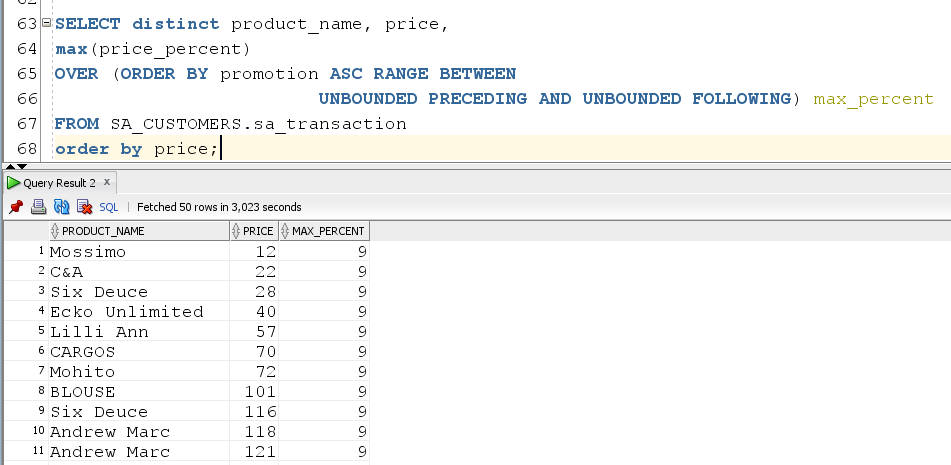 62
63 SELECT distinct product_name, price,
64 max(price_percent)
65 OVER (ORDER BY promotion ASC RANGE BETWEEN
66 UNBOUNDED PRECEDING AND UNBOUNDED FOLLOWING) max_percent
67 FROM SA_CUSTOMERS.sa_transaction
68 order by price;
Query Result 2 x
SQL | Fetched 50 rows in 3,023 seconds
PRODUCT_NAME PRICE MAX_PERCENT
1 Mossimo 12 9
2 C&A 22 9
3 Six Deuce 28 9
4 Ecko Unlimited 40 9
5 Lilli Ann 57 9
6 CARGOS 70 9
7 Mohito 72 9
8 BLOUSE 101 9
9 Six Deuce 116 9
10 Andrew Marc 118 9
11 Andrew Marc 121 9